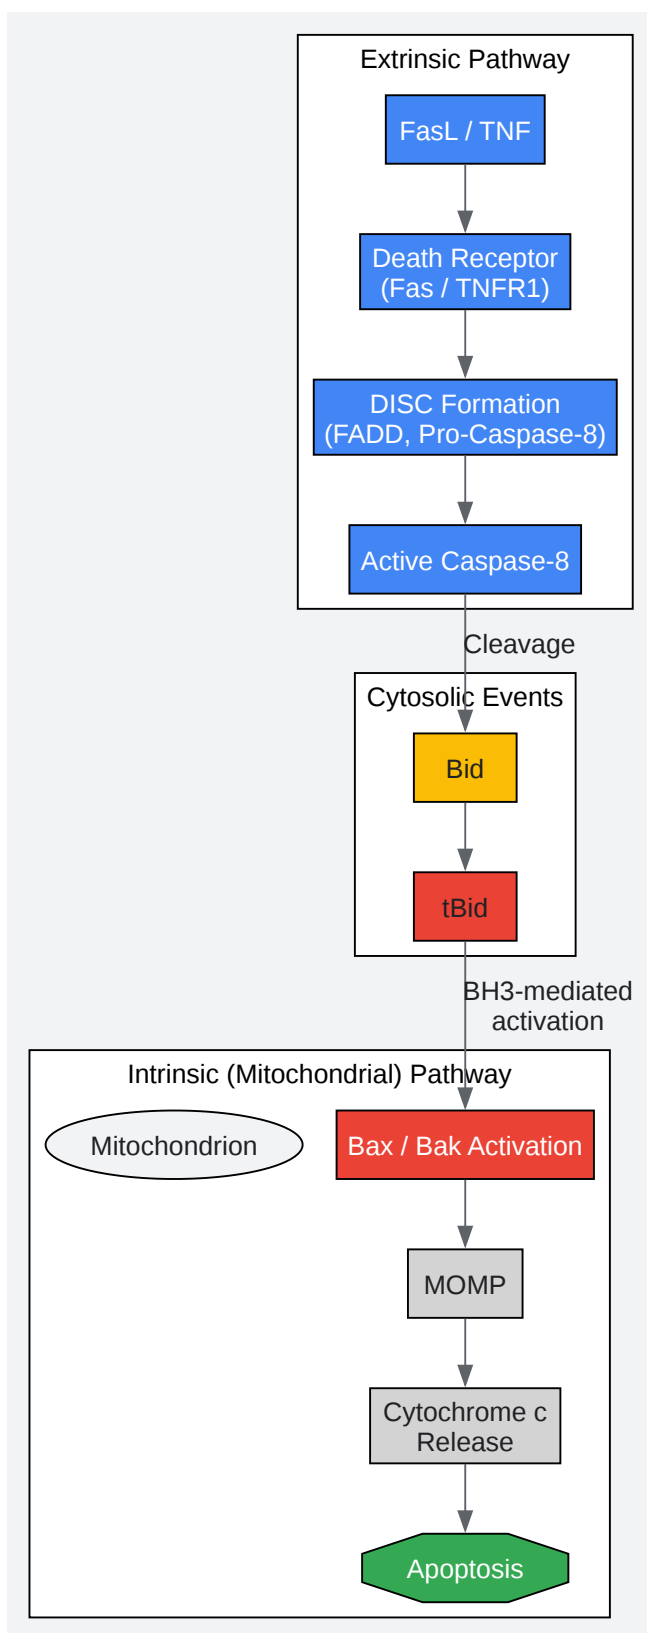 Extrinsic Pathway
FasL / TNF
Death Receptor
(Fas / TNFR1)
DISC Formation
(FADD, Pro-Caspase-8)
Active Caspase-8
Cleavage
Cytosolic Events
Bid
tBid
BH3-mediated
activation
Intrinsic (Mitochondrial) Pathway
Mitochondrion
Bax / Bak Activation
MOMP
Cytochrome c
Release
Apoptosis